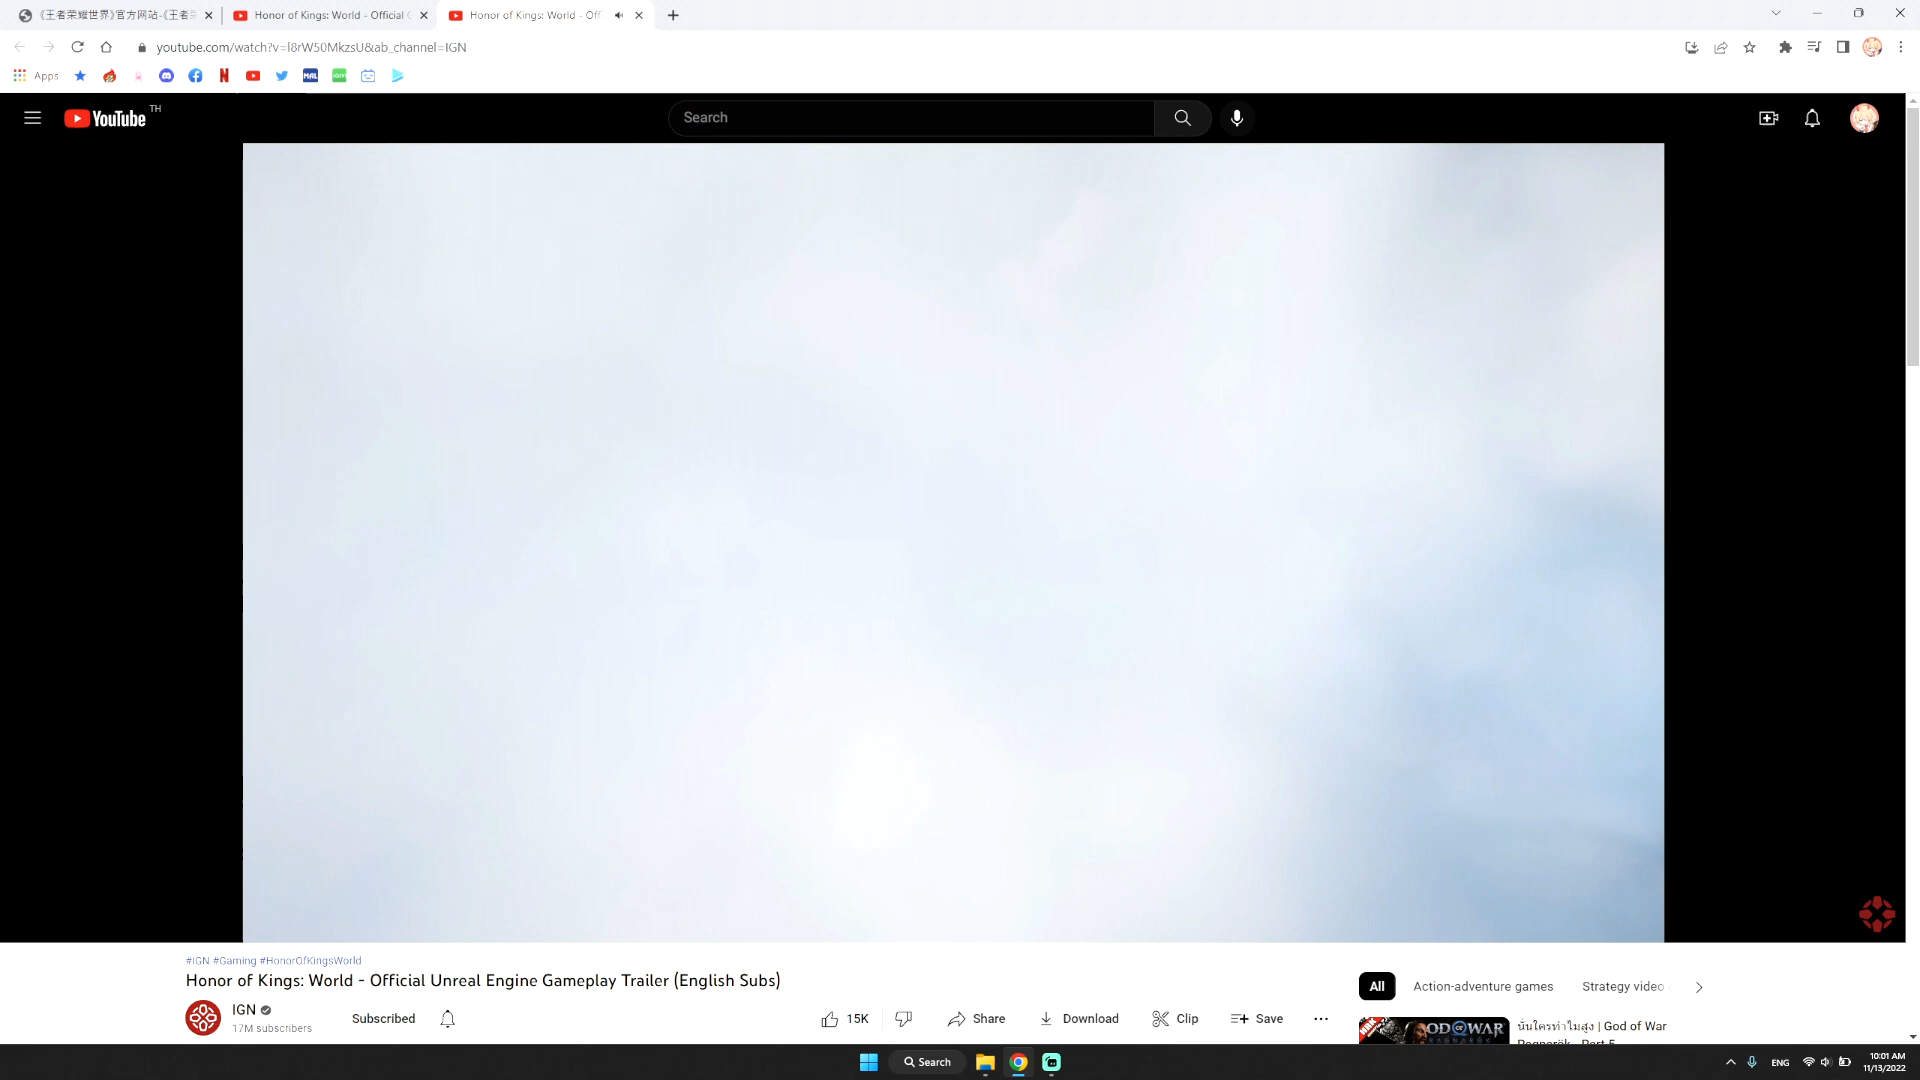 《王者荣耀世界》官方网站-《王者
Honor of Kings: World - Official
Honor of Kings: World - Off
youtube.com/watch?v=l8rW50MkzsU&ab_channel=IGN
Apps
MAL
YouTube TH
Search
#IGN #Gaming #HonorOfKingsWorld
Honor of Kings: World - Official Unreal Engine Gameplay Trailer (English Subs)
IGN
17M subscribers
Subscribed
15K
Share
Download
Clip
Save
All
Action-adventure games
Strategy video
นั่นใครทำไมสูง | God of War
Ragnarök - Part 5
Search
ENG
10:01 AM
11/13/2022